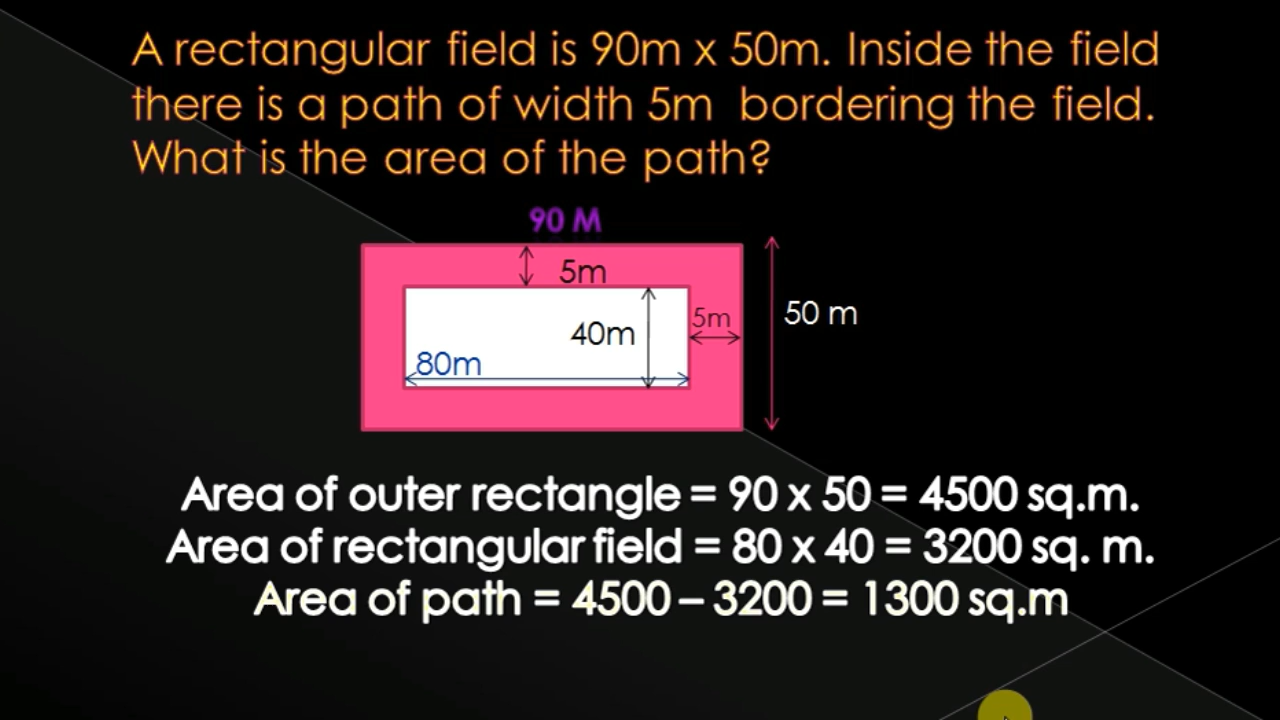 A rectangular field is 90m x 50m. Inside the field
there is a path of width 5m bordering the field.
What is the area of the path?
90 M
5m
5m
50 m
40m
80m
Area of outer rectangle = 90 x 50 = 4500 sq.m.
Area of rectangular field = 80 x 40 = 3200 sq. m.
Area of path = 4500 – 3200 = 1300 sq.m